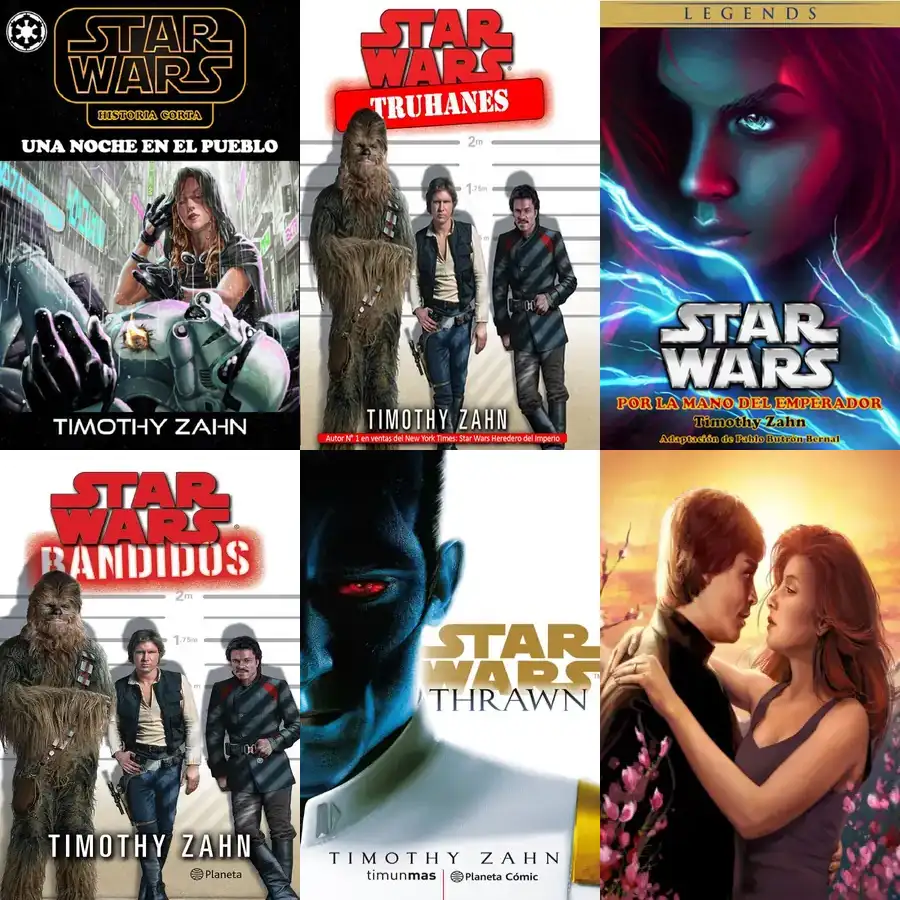 STAR
WARS
HISTORIA CORTA
UNA NOCHE EN EL PUEBLO
TIMOTHY ZAHN
STAR
WARS
TRUHANES
2m
1.75m
TIMOTHY ZAHN
Autor Nº 1 en ventas del New York Times: Star Wars Heredero del Imperio
LEGENDS
STAR
WARS
POR LA MANO DEL EMPERADOR
Timothy Zahn
Adaptación de Pablo Butrón Bernal
STAR
WARS
BANDIDOS
2m
1.75m
TIMOTHY ZAHN
Planeta
STAR
WARS
THRAWN
TIMOTHY ZAHN
timunmas | Planeta Cómic